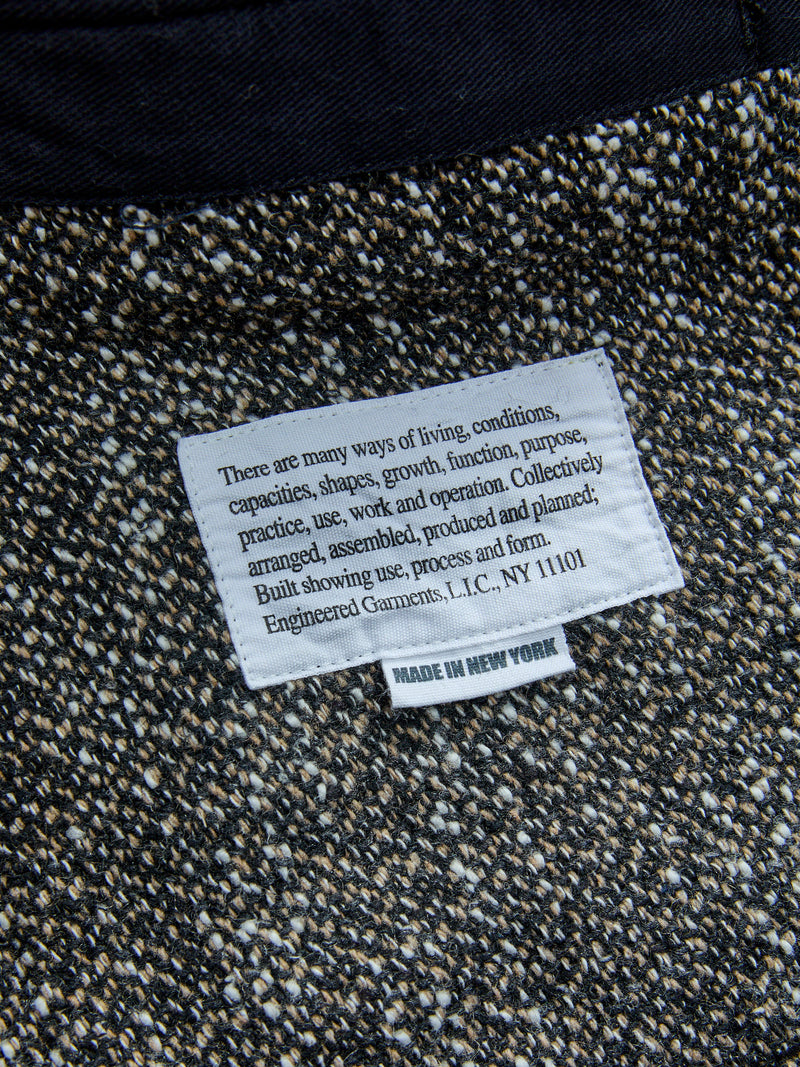 There are many ways of living, conditions,
capacities, shapes, growth, function, purpose,
practice, use, work and operation. Collectively
arranged, assembled, produced and planned;
Built showing use, process and form.
Engineered Garments, L.I.C., NY 11101
MADE IN NEW YORK